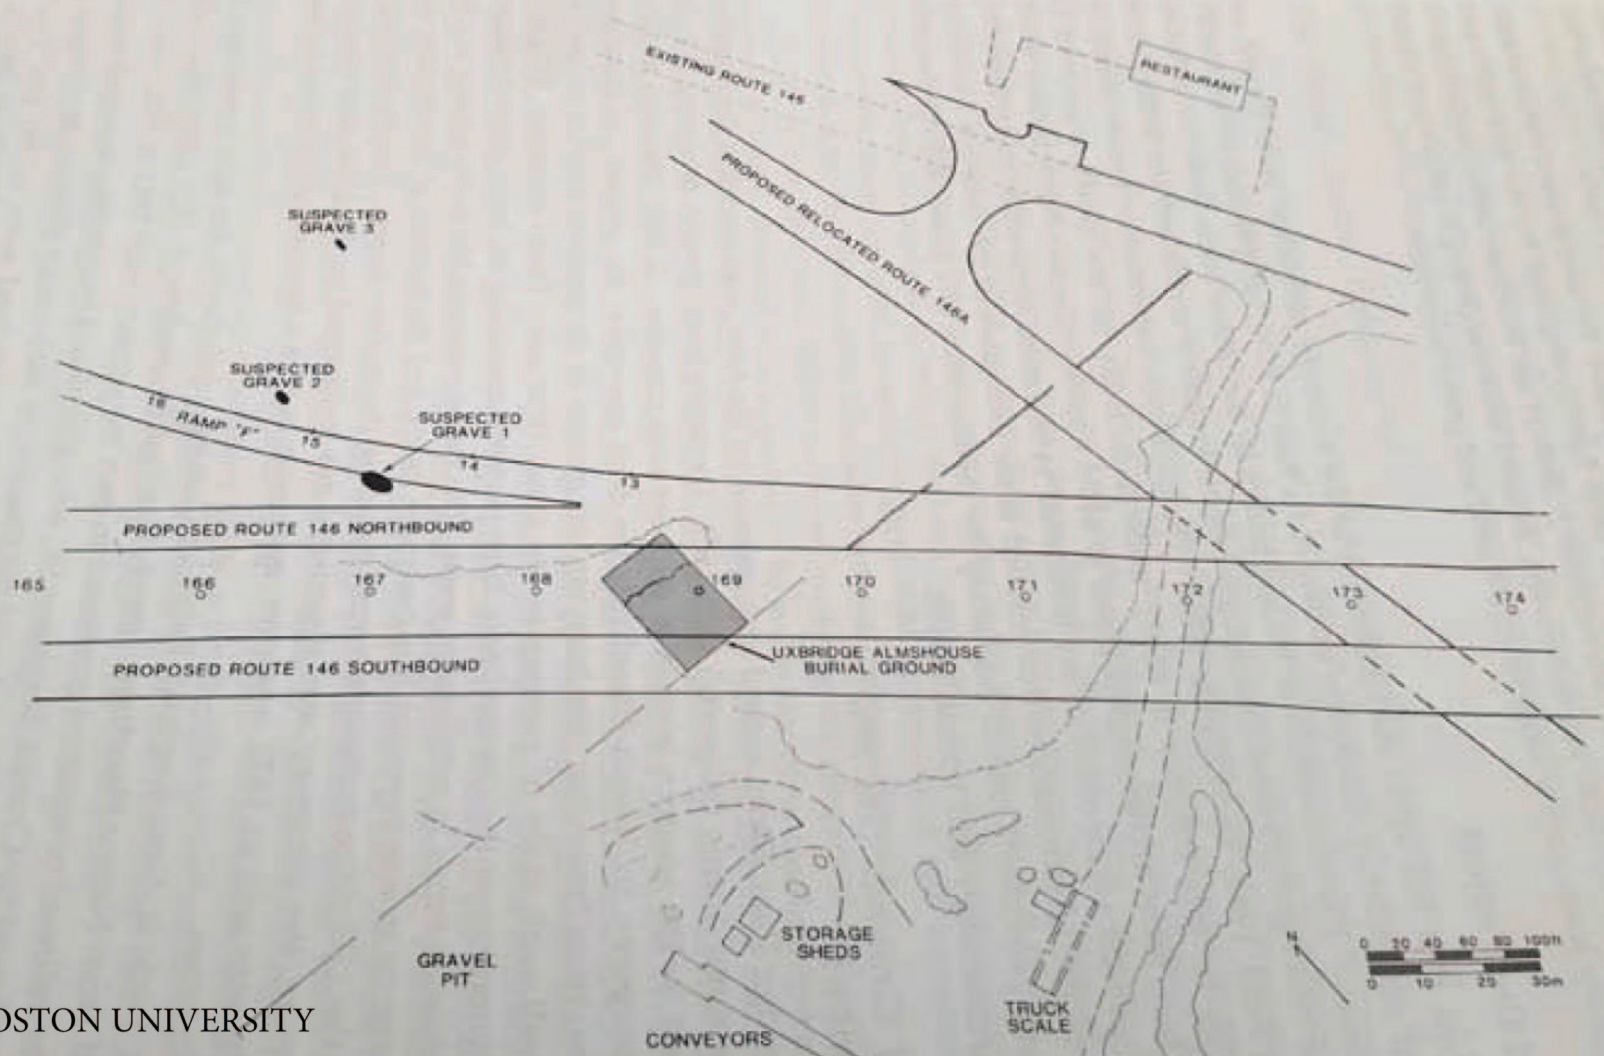 RESTAURANT
EXISTING ROUTE 146
PROPOSED RELOCATED ROUTE 146A
SUSPECTED
GRAVE 3
SUSPECTED
GRAVE 2
SUSPECTED
GRAVE 1
16 RAMP "F" 15 14 13
PROPOSED ROUTE 146 NORTHBOUND
165 166 167 168 169 170 171 172 173 174
UXBRIDGE ALMSHOUSE
BURIAL GROUND
PROPOSED ROUTE 146 SOUTHBOUND
STORAGE
SHEDS
GRAVEL
PIT
N
0 20 40 60 80 100ft
0 10 20 30m
TRUCK
SCALE
CONVEYORS
OSTON UNIVERSITY